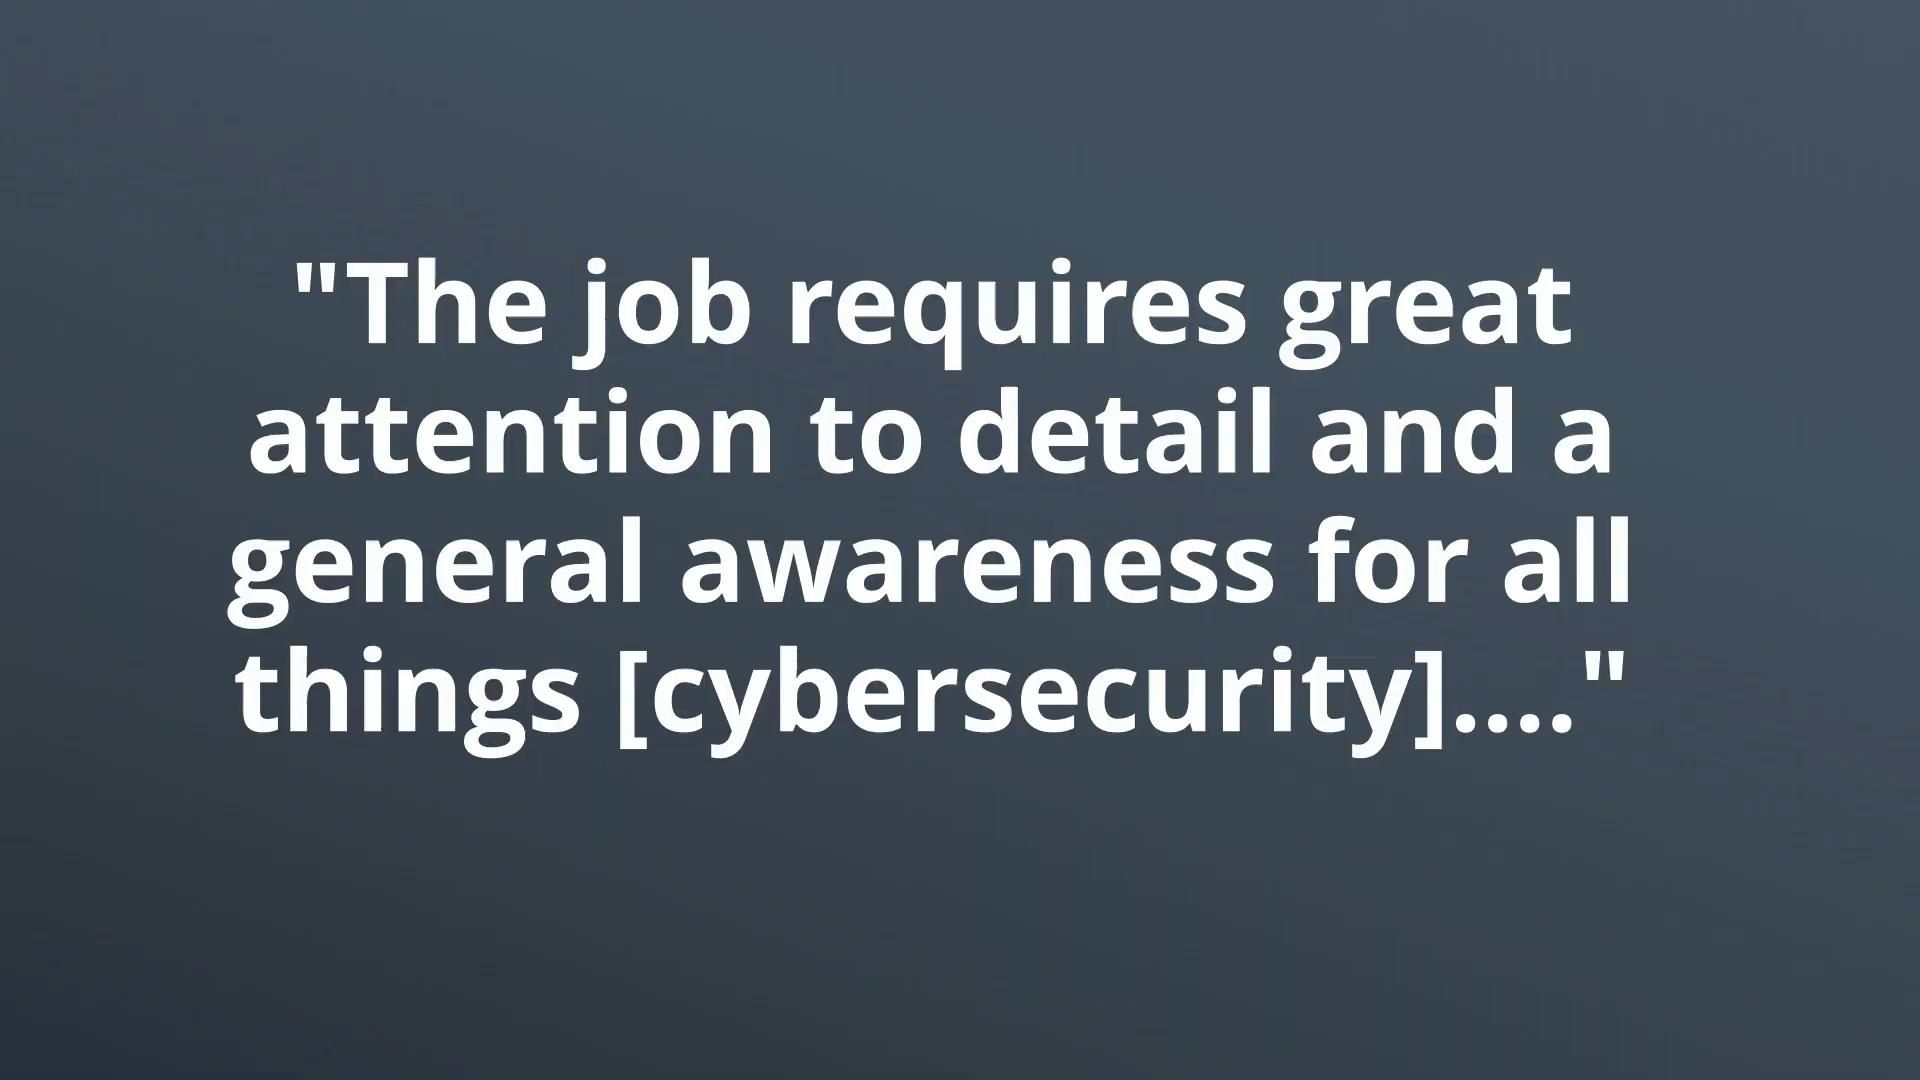 "The job requires great
attention to detail and a
general awareness for all
things [cybersecurity]...."